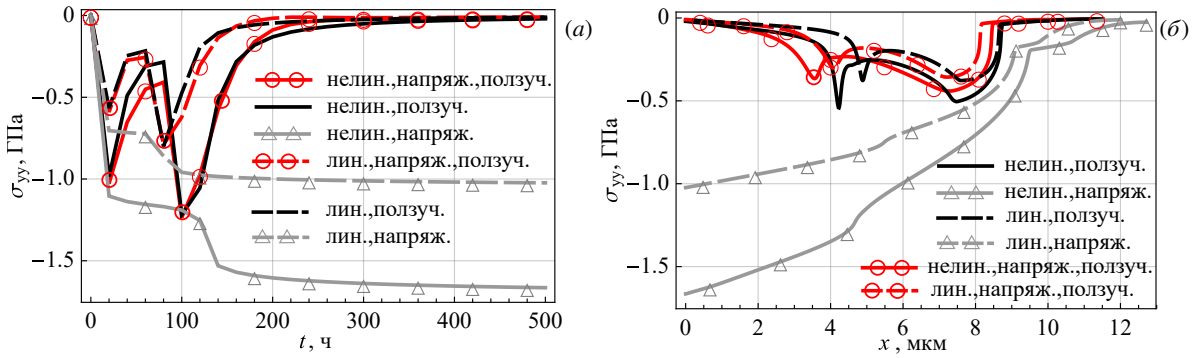 0.0
−0.5
−1.0
−1.5
σyy, ГПа
0
100
200
300
400
500
t , ч
(а)
нелин.,напряж.,ползуч.
нелин.,ползуч.
нелин.,напряж.
лин.,напряж.,ползуч.
лин.,ползуч.
лин.,напряж.
0.0
−0.5
−1.0
−1.5
σyy, ГПа
0
2
4
6
8
10
12
x , мкм
(б)
нелин.,ползуч.
нелин.,напряж.
лин.,ползуч.
лин.,напряж.
нелин.,напряж.,ползуч.
лин.,напряж.,ползуч.